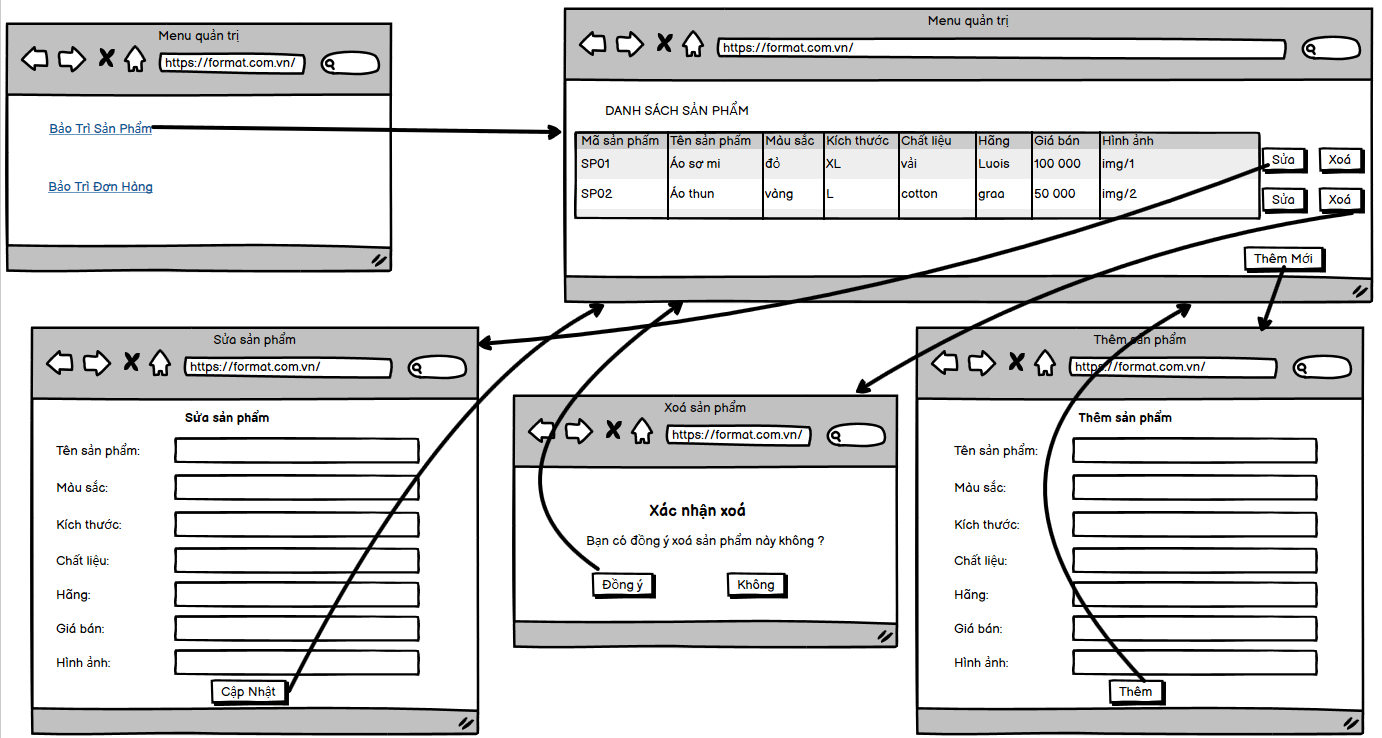 Menu quản trị
https://format.com.vn/
Bảo Trì Sản Phẩm
Bảo Trì Đơn Hàng
Menu quản trị
https://format.com.vn/
DANH SÁCH SẢN PHẨM
Mã sản phẩm Tên sản phẩm Màu sắc Kích thước Chất liệu Hãng Giá bán Hình ảnh
SP01 Áo sơ mi đỏ XL vải Luois 100 000 img/1 Sửa Xoá
SP02 Áo thun vàng L cotton graa 50 000 img/2 Sửa Xoá
Thêm Mới
Sửa sản phẩm
https://format.com.vn/
Sửa sản phẩm
Tên sản phẩm:
Màu sắc:
Kích thước:
Chất liệu:
Hãng:
Giá bán:
Hình ảnh:
Cập Nhật
Xoá sản phẩm
https://format.com.vn/
Xác nhận xoá
Bạn có đồng ý xoá sản phẩm này không ?
Đồng ý Không
Thêm sản phẩm
https://format.com.vn/
Thêm sản phẩm
Tên sản phẩm:
Màu sắc:
Kích thước:
Chất liệu:
Hãng:
Giá bán:
Hình ảnh:
Thêm